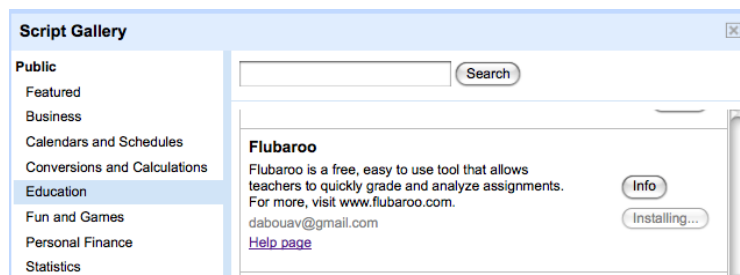 Script Gallery
Public
Featured
Business
Calendars and Schedules
Conversions and Calculations
Education
Fun and Games
Personal Finance
Statistics
Search
Flubaroo
Flubaroo is a free, easy to use tool that allows
teachers to quickly grade and analyze assignments.
For more, visit www.flubaroo.com.
dabouav@gmail.com
Help page
Info
Installing...